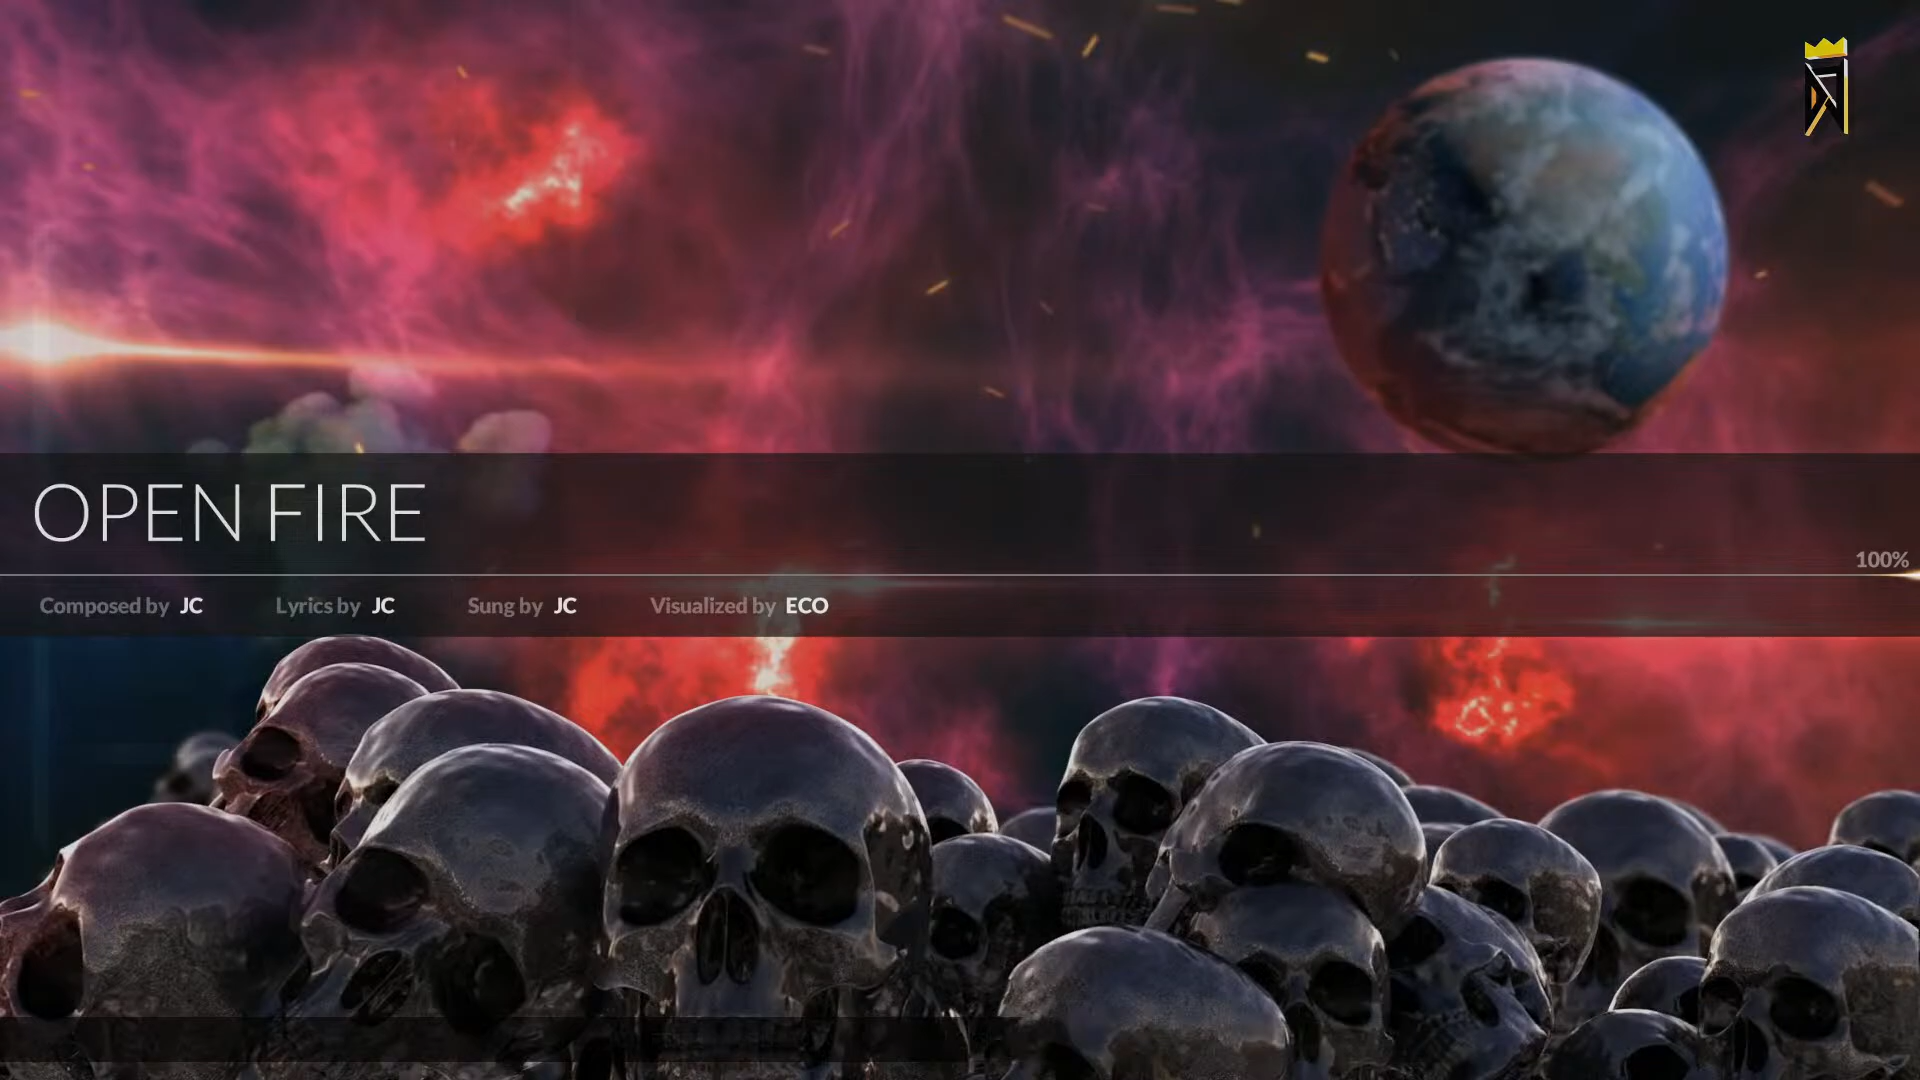 OPEN FIRE
100%
Composed by JC Lyrics by JC Sung by JC Visualized by ECO